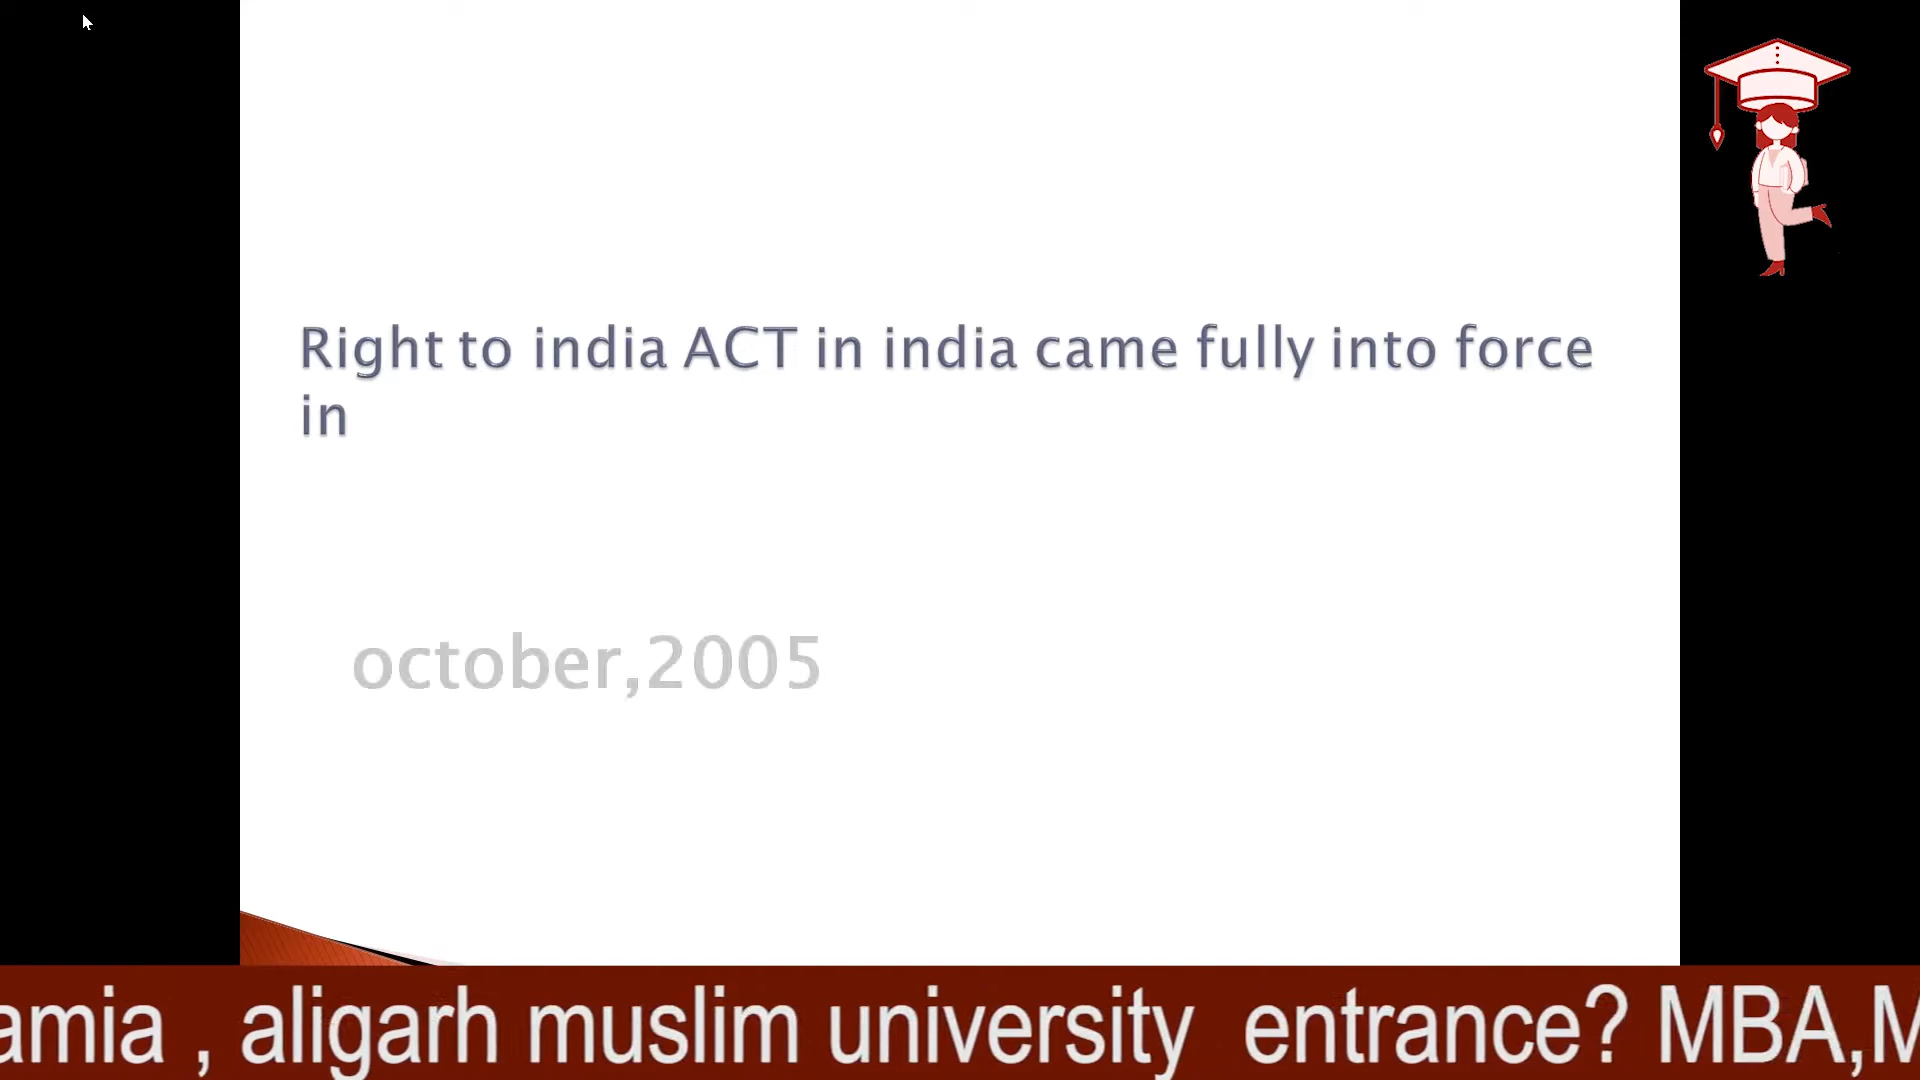 Right to india ACT in india came fully into force
in
october,2005
amia , aligarh muslim university entrance? MBA,M